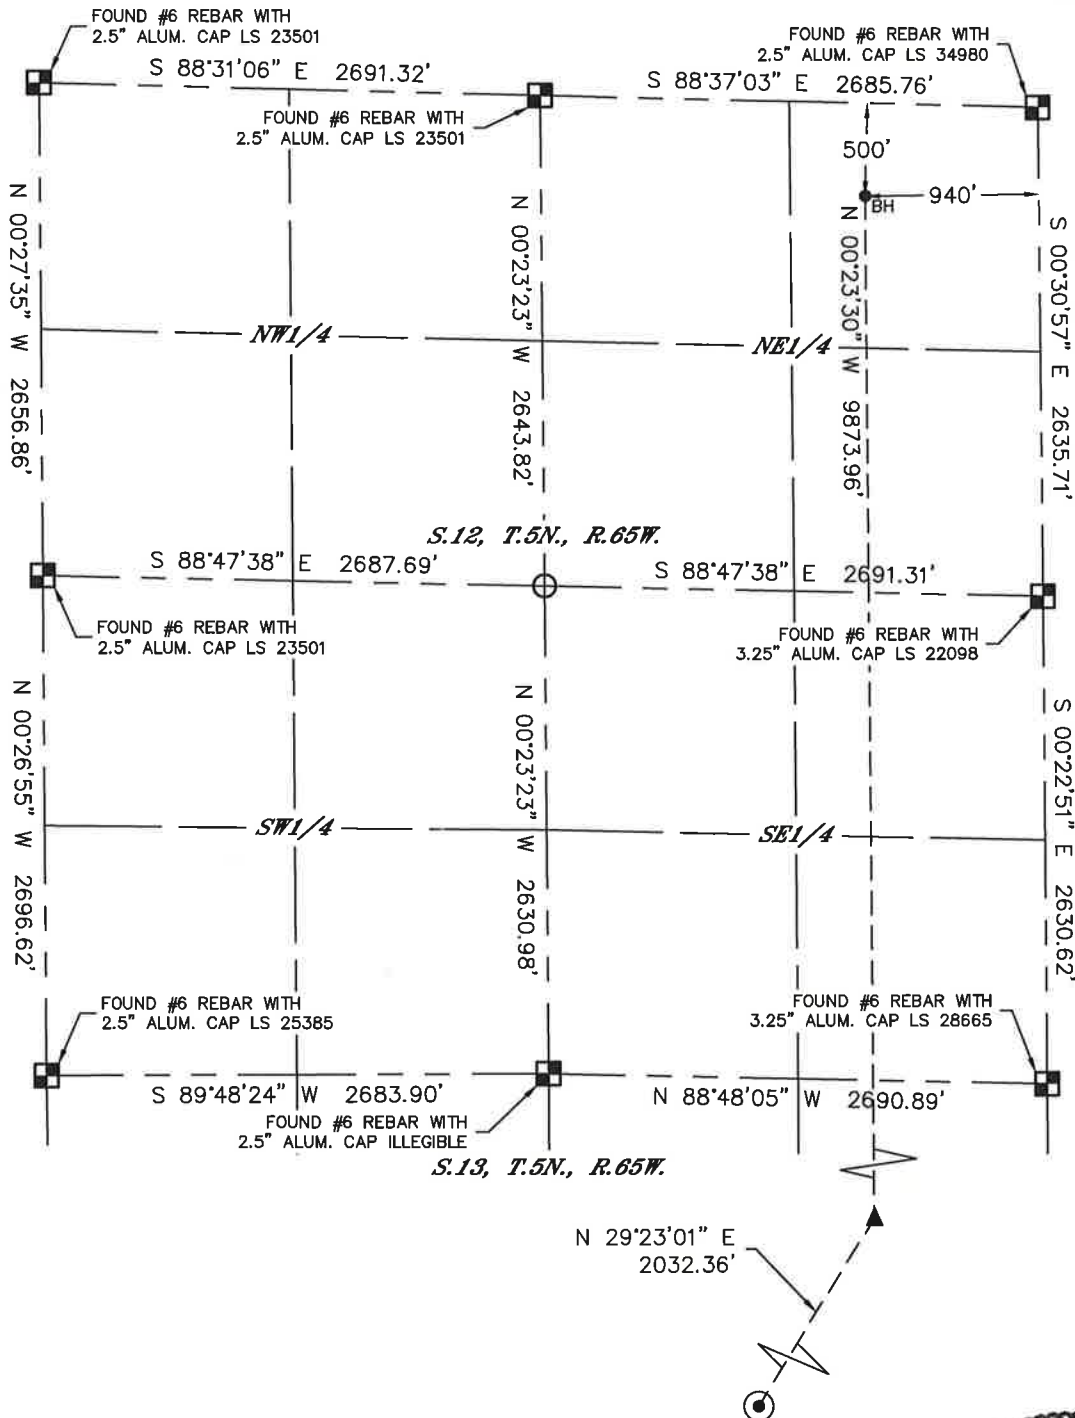 FOUND #6 REBAR WITH
2.5" ALUM. CAP LS 23501
S 88°31'06" E 2691.32'
FOUND #6 REBAR WITH
2.5" ALUM. CAP LS 34980
S 88°37'03" E 2685.76'
FOUND #6 REBAR WITH
2.5" ALUM. CAP LS 23501
500'
940'
BH
N 00°27'35" W 2656.86'
N 00°23'23" W 2643.82'
N 00°23'30" W 9873.96'
S 00°30'57" E 2635.71'
NW1/4
NE1/4
S.12, T.5N., R.65W.
S 88°47'38" E 2687.69'
S 88°47'38" E 2691.31'
FOUND #6 REBAR WITH
2.5" ALUM. CAP LS 23501
FOUND #6 REBAR WITH
3.25" ALUM. CAP LS 22098
N 00°26'55" W 2696.62'
N 00°23'23" W 2630.98'
S 00°22'51" E 2630.62'
SW1/4
SE1/4
FOUND #6 REBAR WITH
2.5" ALUM. CAP LS 25385
FOUND #6 REBAR WITH
3.25" ALUM. CAP LS 28665
S 89°48'24" W 2683.90'
N 88°48'05" W 2690.89'
FOUND #6 REBAR WITH
2.5" ALUM. CAP ILLEGIBLE
S.13, T.5N., R.65W.
N 29°23'01" E
2032.36'